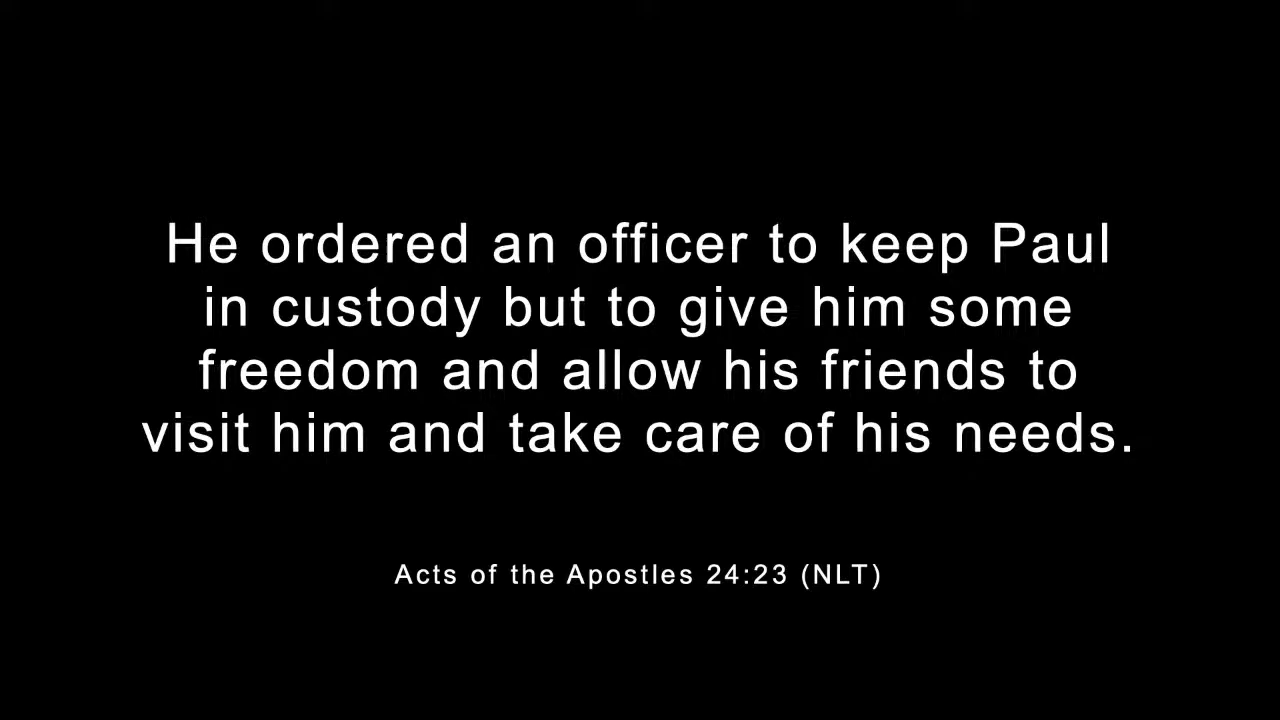 He ordered an officer to keep Paul
in custody but to give him some
freedom and allow his friends to
visit him and take care of his needs.
Acts of the Apostles 24:23 (NLT)